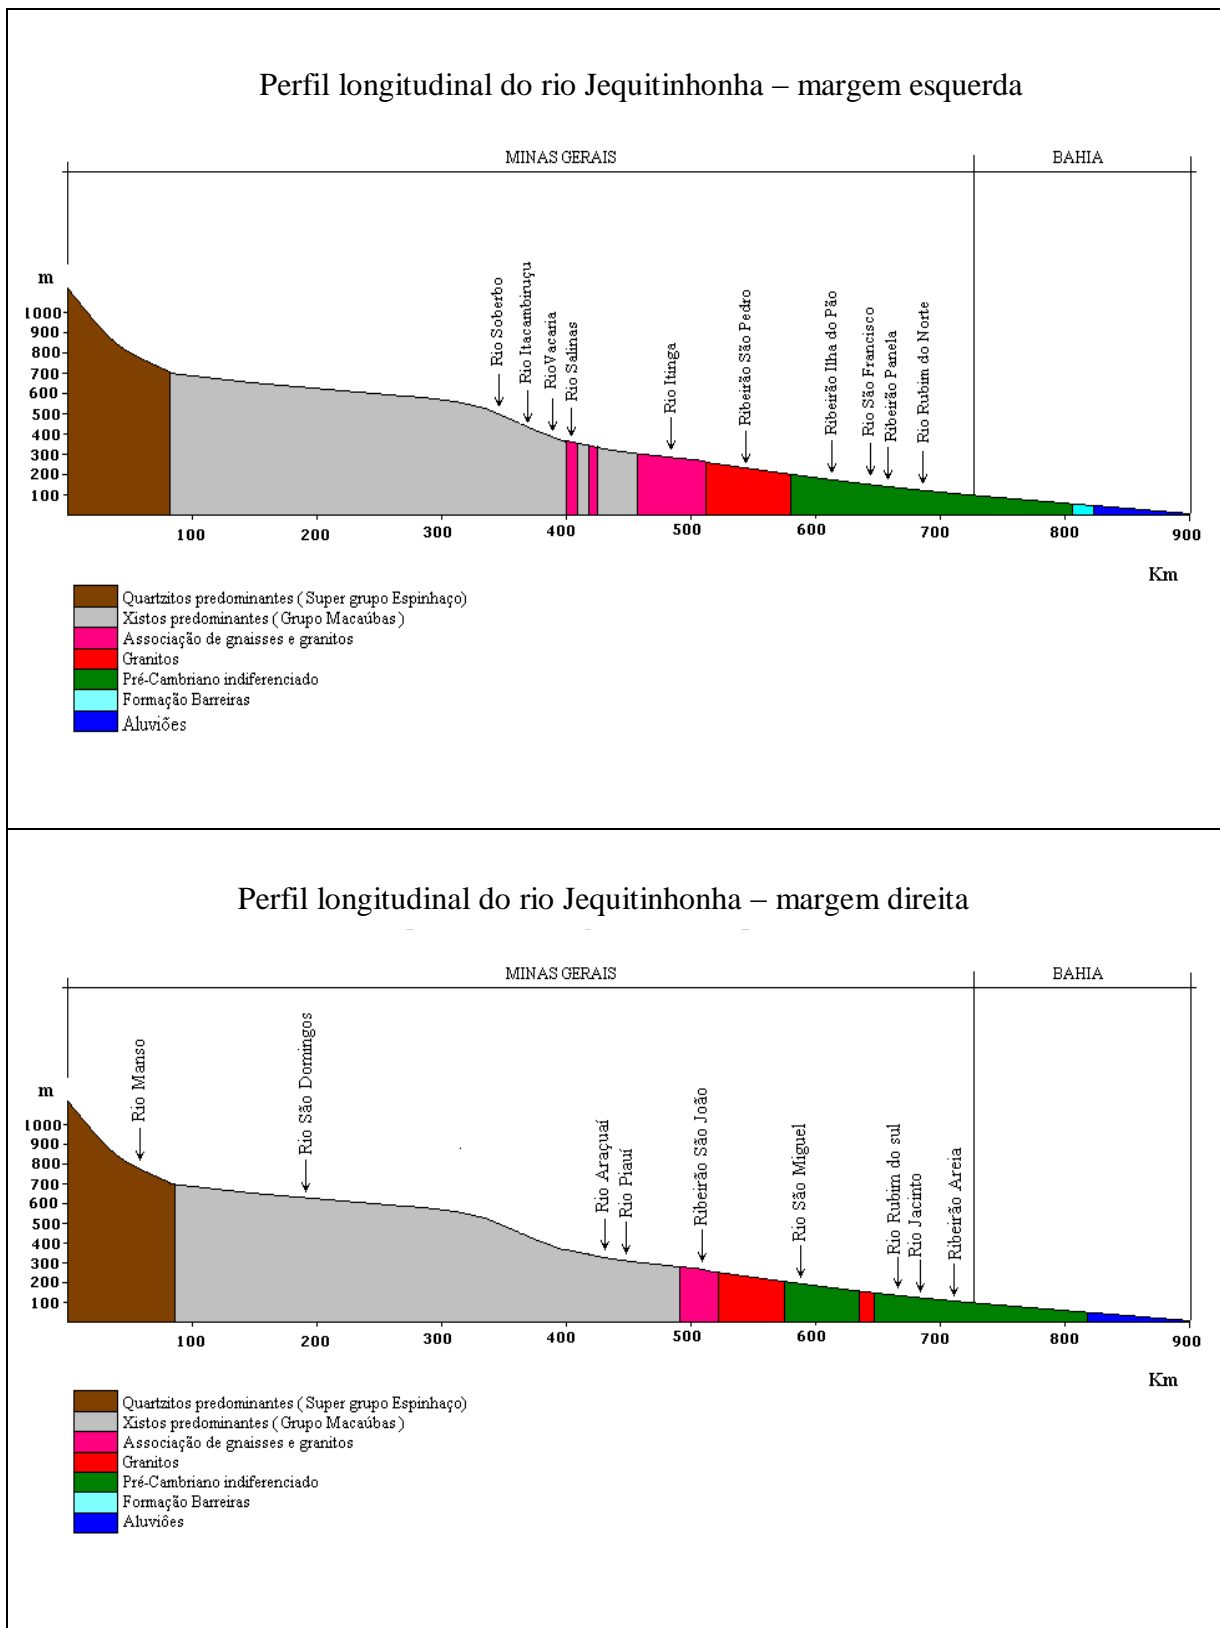 Perfil longitudinal do rio Jequitinhonha – margem esquerda
MINAS GERAIS
BAHIA
m
1000
900
800
700
600
500
400
300
200
100
Rio Soberbo
Rio Itacambiruçu
RioVacaria
Rio Salinas
Rio Itinga
Ribeirão São Pedro
Ribeirão Ilha do Pão
Rio São Francisco
Ribeirão Panela
Rio Rubim do Norte
100
200
300
400
500
600
700
800
900
Km
Quartzitos predominantes ( Super grupo Espinhaço)
Xistos predominantes ( Grupo Macaúbas )
Associação de gnaisses e granitos
Granitos
Pré-Cambriano indiferenciado
Formação Barreiras
Aluviões
Perfil longitudinal do rio Jequitinhonha – margem direita
MINAS GERAIS
BAHIA
m
1000
900
800
700
600
500
400
300
200
100
Rio Manso
Rio São Domingos
Rio Araçuaí
Rio Piauí
Ribeirão São João
Rio São Miguel
Rio Rubim do sul
Rio Jacinto
Ribeirão Areia
100
200
300
400
500
600
700
800
900
Km
Quartzitos predominantes ( Super grupo Espinhaço)
Xistos predominantes ( Grupo Macaúbas )
Associação de gnaisses e granitos
Granitos
Pré-Cambriano indiferenciado
Formação Barreiras
Aluviões